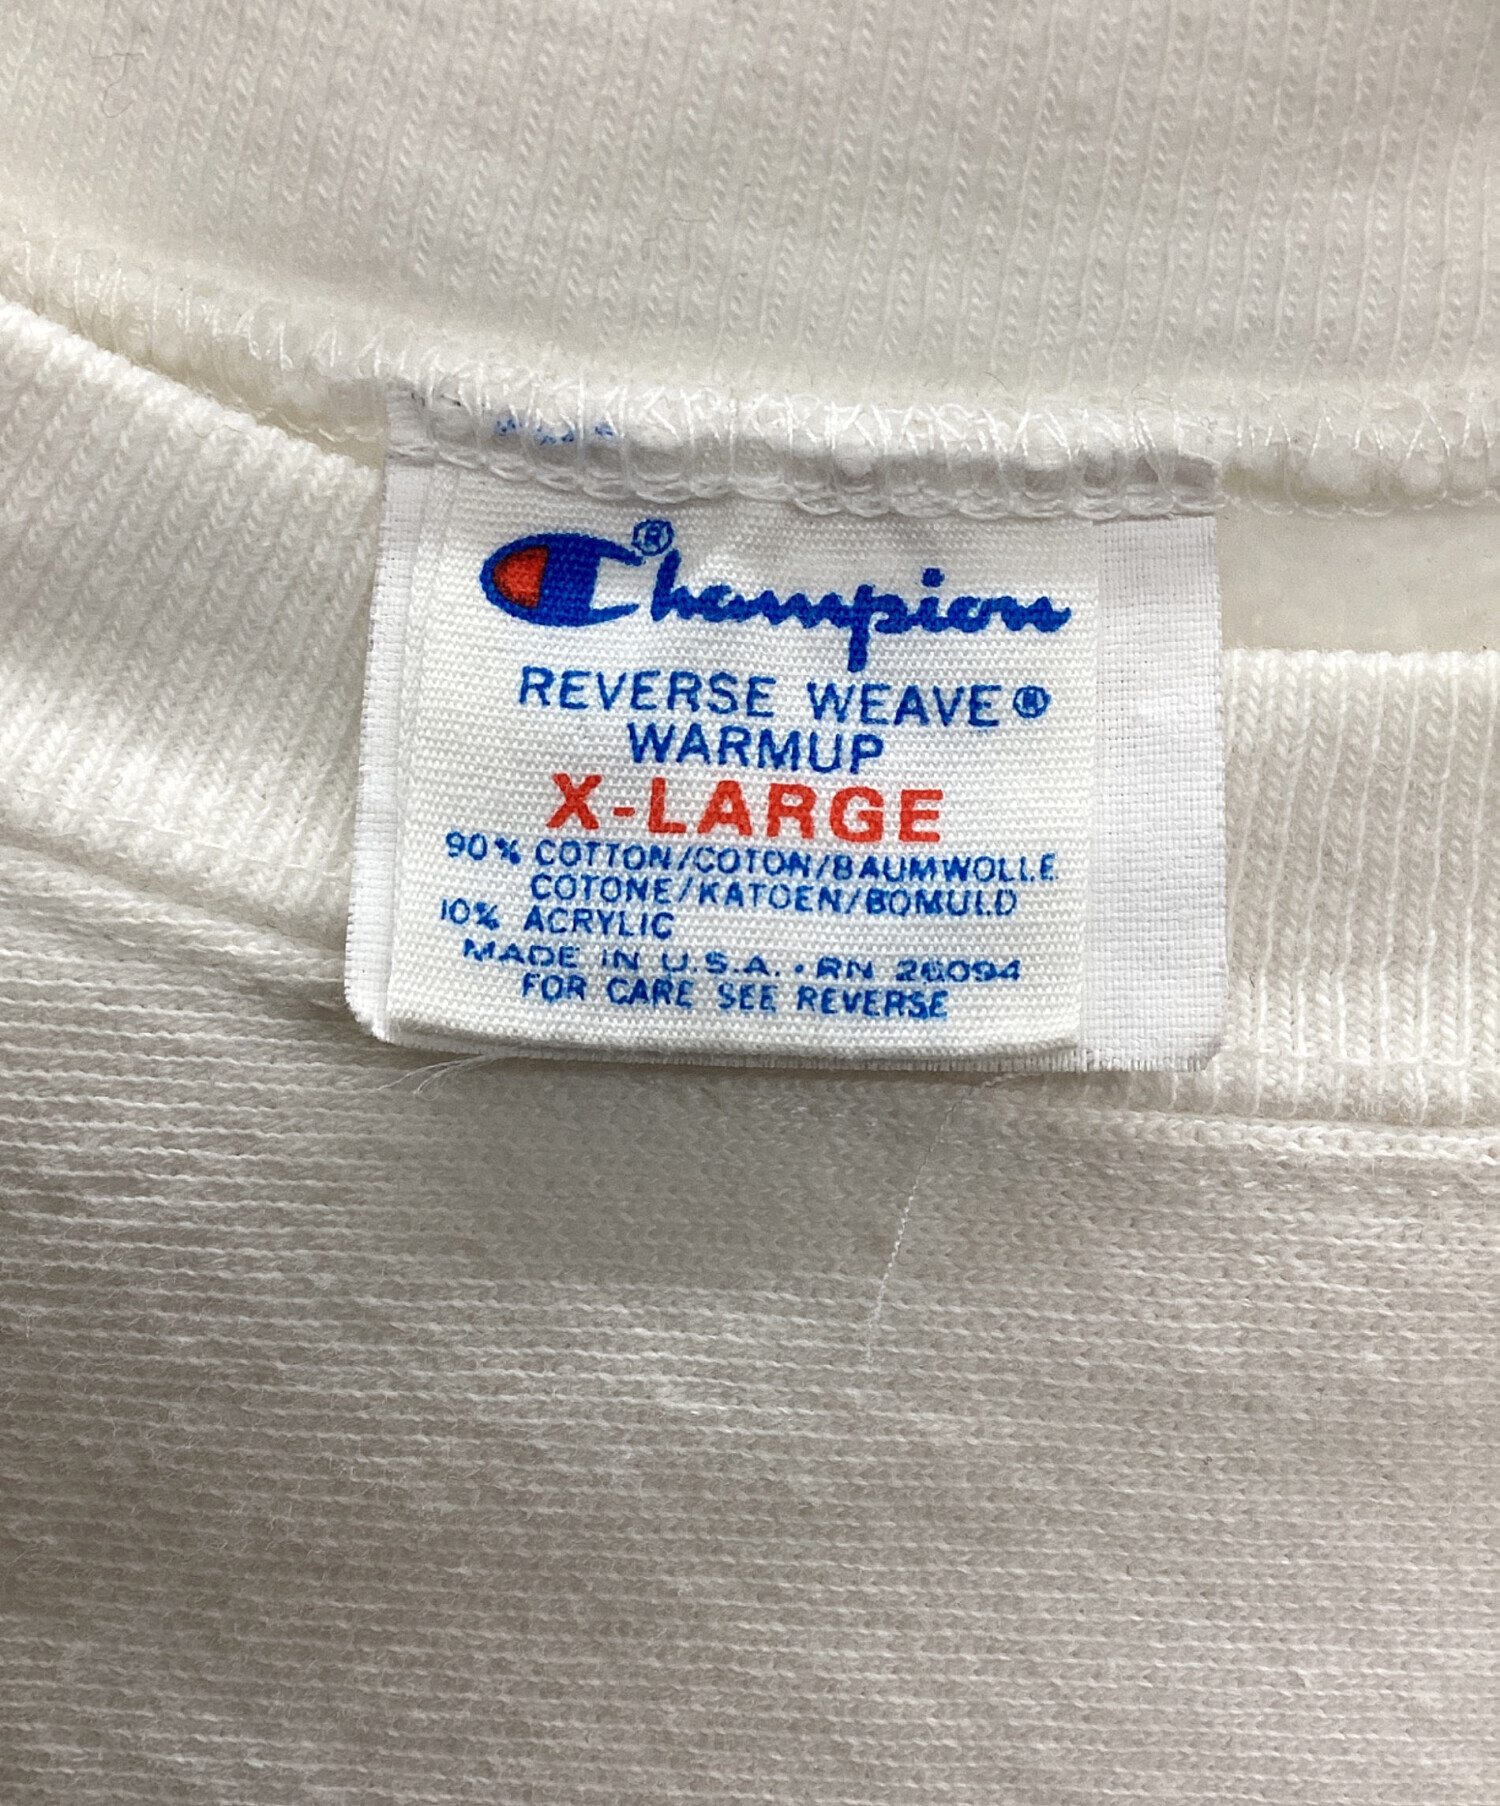 Champion®
REVERSE WEAVE®
WARMUP
X-LARGE
90% COTTON/COTON/BAUMWOLLE
COTONE/KATOEN/BOMULD
10% ACRYLIC
MADE IN U.S.A. • RN 26094
FOR CARE SEE REVERSE